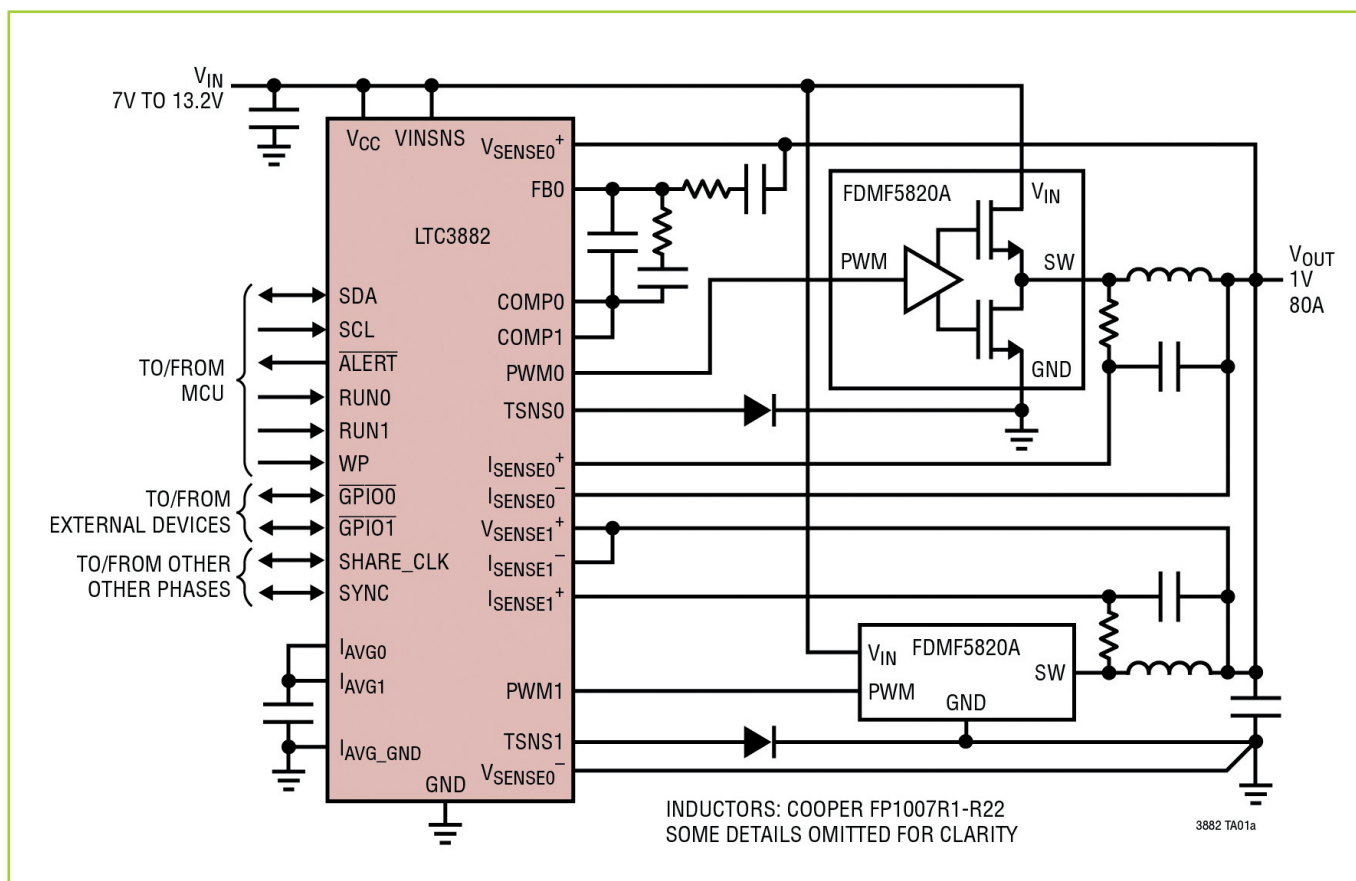 VIN
7V TO 13.2V
VCC
VINSNS
VSENSE0+
FB0
LTC3882
FDMF5820A
VIN
PWM
SW
GND
VOUT
1V
80A
COMP0
COMP1
PWM0
TSNS0
ISENSE0+
ISENSE0–
VSENSE1+
ISENSE1–
ISENSE1+
PWM1
TSNS1
VSENSE0–
TO/FROM
MCU
SDA
SCL
ALERT
RUN0
RUN1
WP
TO/FROM
EXTERNAL DEVICES
GPIO0
GPIO1
TO/FROM OTHER
OTHER PHASES
SHARE_CLK
SYNC
IAVG0
IAVG1
IAVG_GND
GND
VIN
FDMF5820A
SW
PWM
GND
INDUCTORS: COOPER FP1007R1-R22
SOME DETAILS OMITTED FOR CLARITY
3882 TA01a